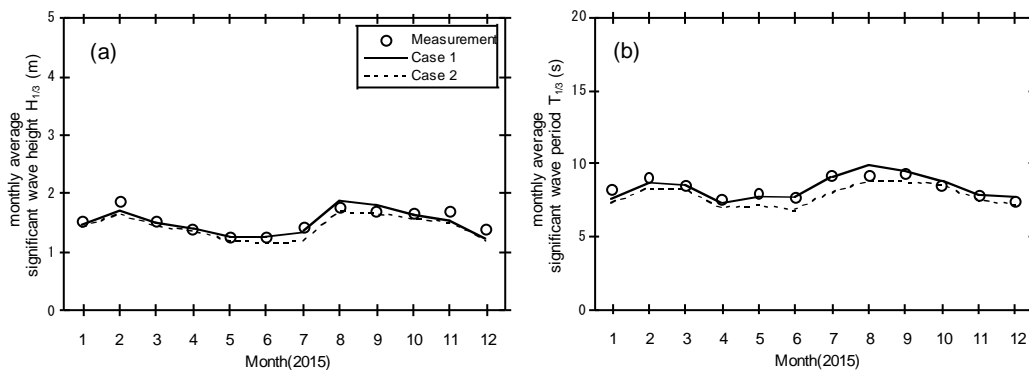 (a)
Measurement
Case 1
Case 2
monthly average
significant wave height H1/3 (m)
5
4
3
2
1
0
1 2 3 4 5 6 7 8 9 10 11 12
Month(2015)
(b)
monthly average
significant wave period T1/3 (s)
20
15
10
5
0
1 2 3 4 5 6 7 8 9 10 11 12
Month(2015)